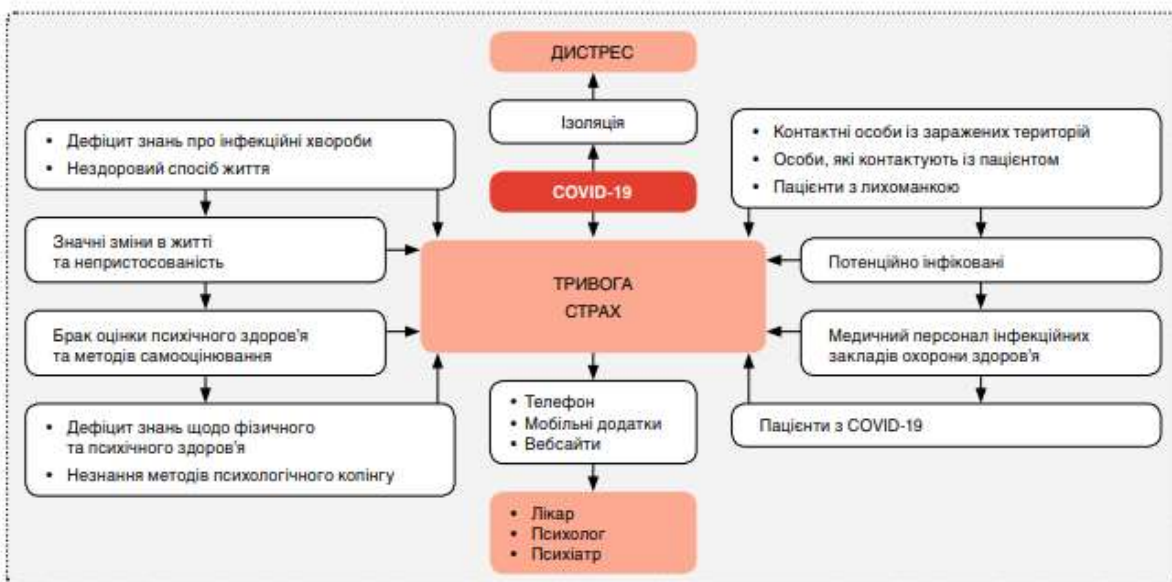 ДИСТРЕС
Ізоляція
COVID-19
• Дефіцит знань про інфекційні хвороби
• Нездоровий спосіб життя
Значні зміни в житті
та непристосованість
Брак оцінки психічного здоров'я
та методів самооцінювання
• Дефіцит знань щодо фізичного
та психічного здоров'я
• Незнання методів психологічного копінгу
ТРИВОГА
СТРАХ
• Телефон
• Мобільні додатки
• Вебсайти
• Лікар
• Психолог
• Психіатр
• Контактні особи із заражених територій
• Особи, які контактують із пацієнтом
• Пацієнти з лихоманкою
Потенційно інфіковані
Медичний персонал інфекційних
закладів охорони здоров'я
Пацієнти з COVID-19